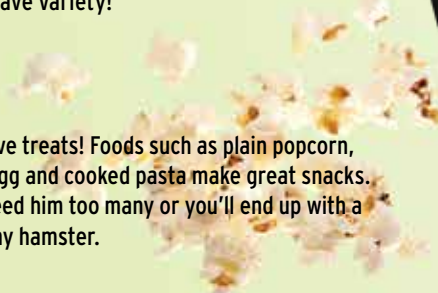 ave variety!
ve treats! Foods such as plain popcorn,
gg and cooked pasta make great snacks.
eed him too many or you'll end up with a
ny hamster.